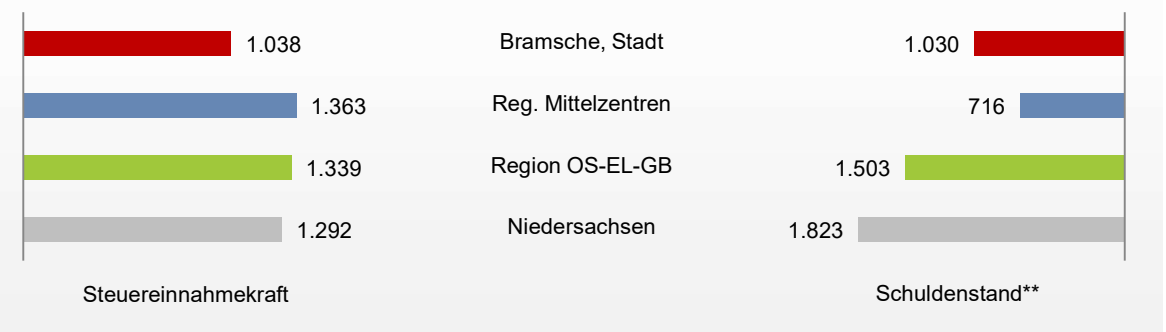 1.038 Bramsche, Stadt 1.030
1.363 Reg. Mittelzentren 716
1.339 Region OS-EL-GB 1.503
1.292 Niedersachsen 1.823
Steuereinnahmekraft Schuldenstand**